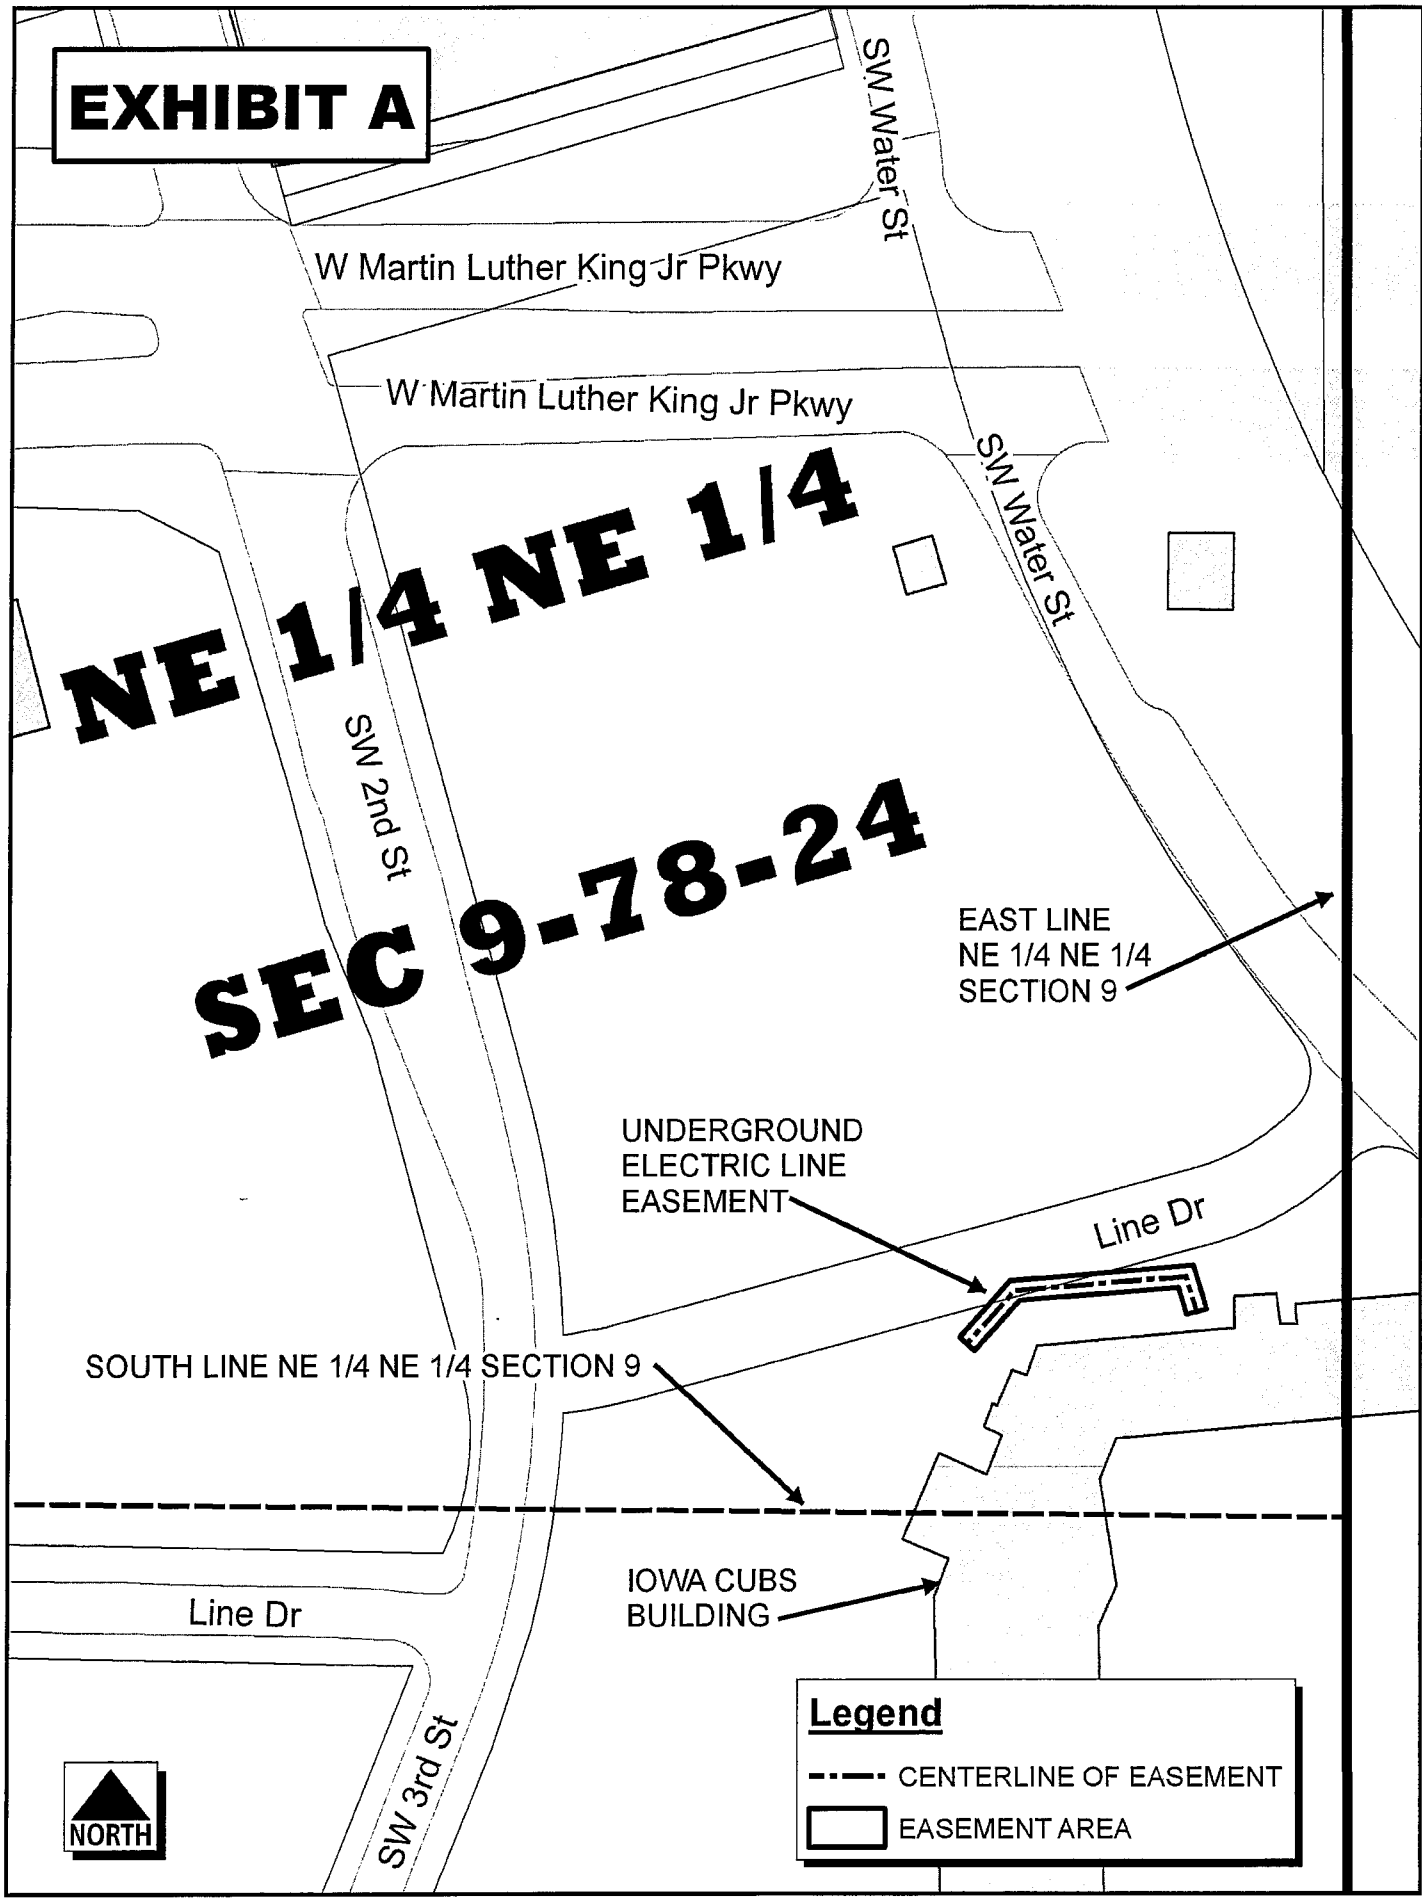 EXHIBIT A
SW Water St
W Martin Luther King Jr Pkwy
W Martin Luther King Jr Pkwy
SW Water St
NE 1/4 NE 1/4
SW 2nd St
SEC 9-78-24
EAST LINE
NE 1/4 NE 1/4
SECTION 9
UNDERGROUND
ELECTRIC LINE
EASEMENT
Line Dr
SOUTH LINE NE 1/4 NE 1/4 SECTION 9
IOWA CUBS
BUILDING
Line Dr
SW 3rd St
Legend
CENTERLINE OF EASEMENT
EASEMENT AREA
NORTH